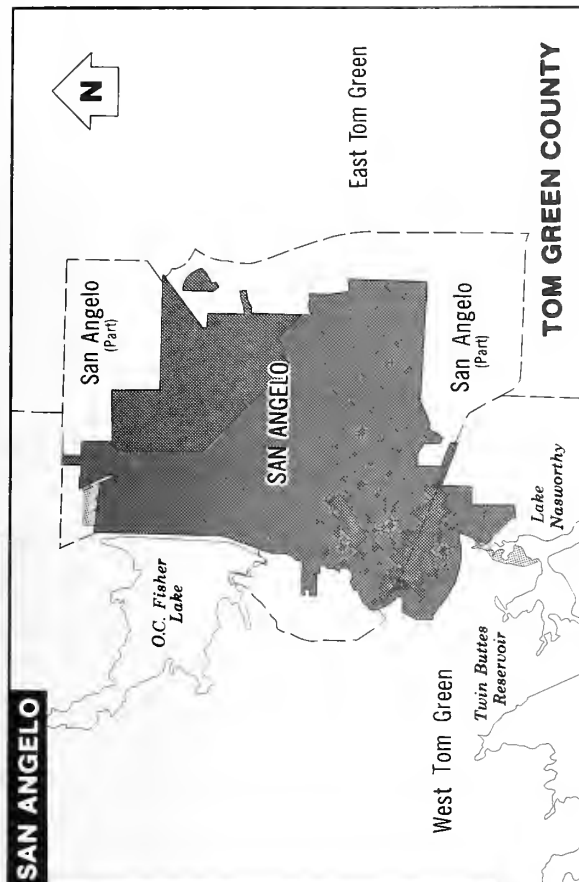 SAN ANGELO
N
San Angelo
(Part)
East Tom Green
O.C. Fisher
Lake
SAN ANGELO
San Angelo
(Part)
Lake
Nasworthy
West Tom Green
Twin Buttes
Reservoir
TOM GREEN COUNTY